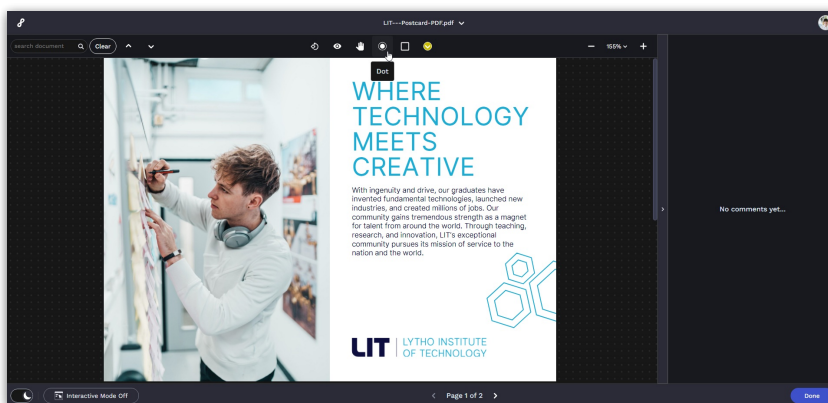 LIT---Postcard-PDF.pdf
search document
Clear
155%
Dot
WHERE
TECHNOLOGY
MEETS
CREATIVE
With ingenuity and drive, our graduates have
invented fundamental technologies, launched new
industries, and created millions of jobs. Our
community gains tremendous strength as a magnet
for talent from around the world. Through teaching,
research, and innovation, LIT's exceptional
community pursues its mission of service to the
nation and the world.
No comments yet...
LIT
LYTHO INSTITUTE
OF TECHNOLOGY
Interactive Mode Off
Page 1 of 2
Done